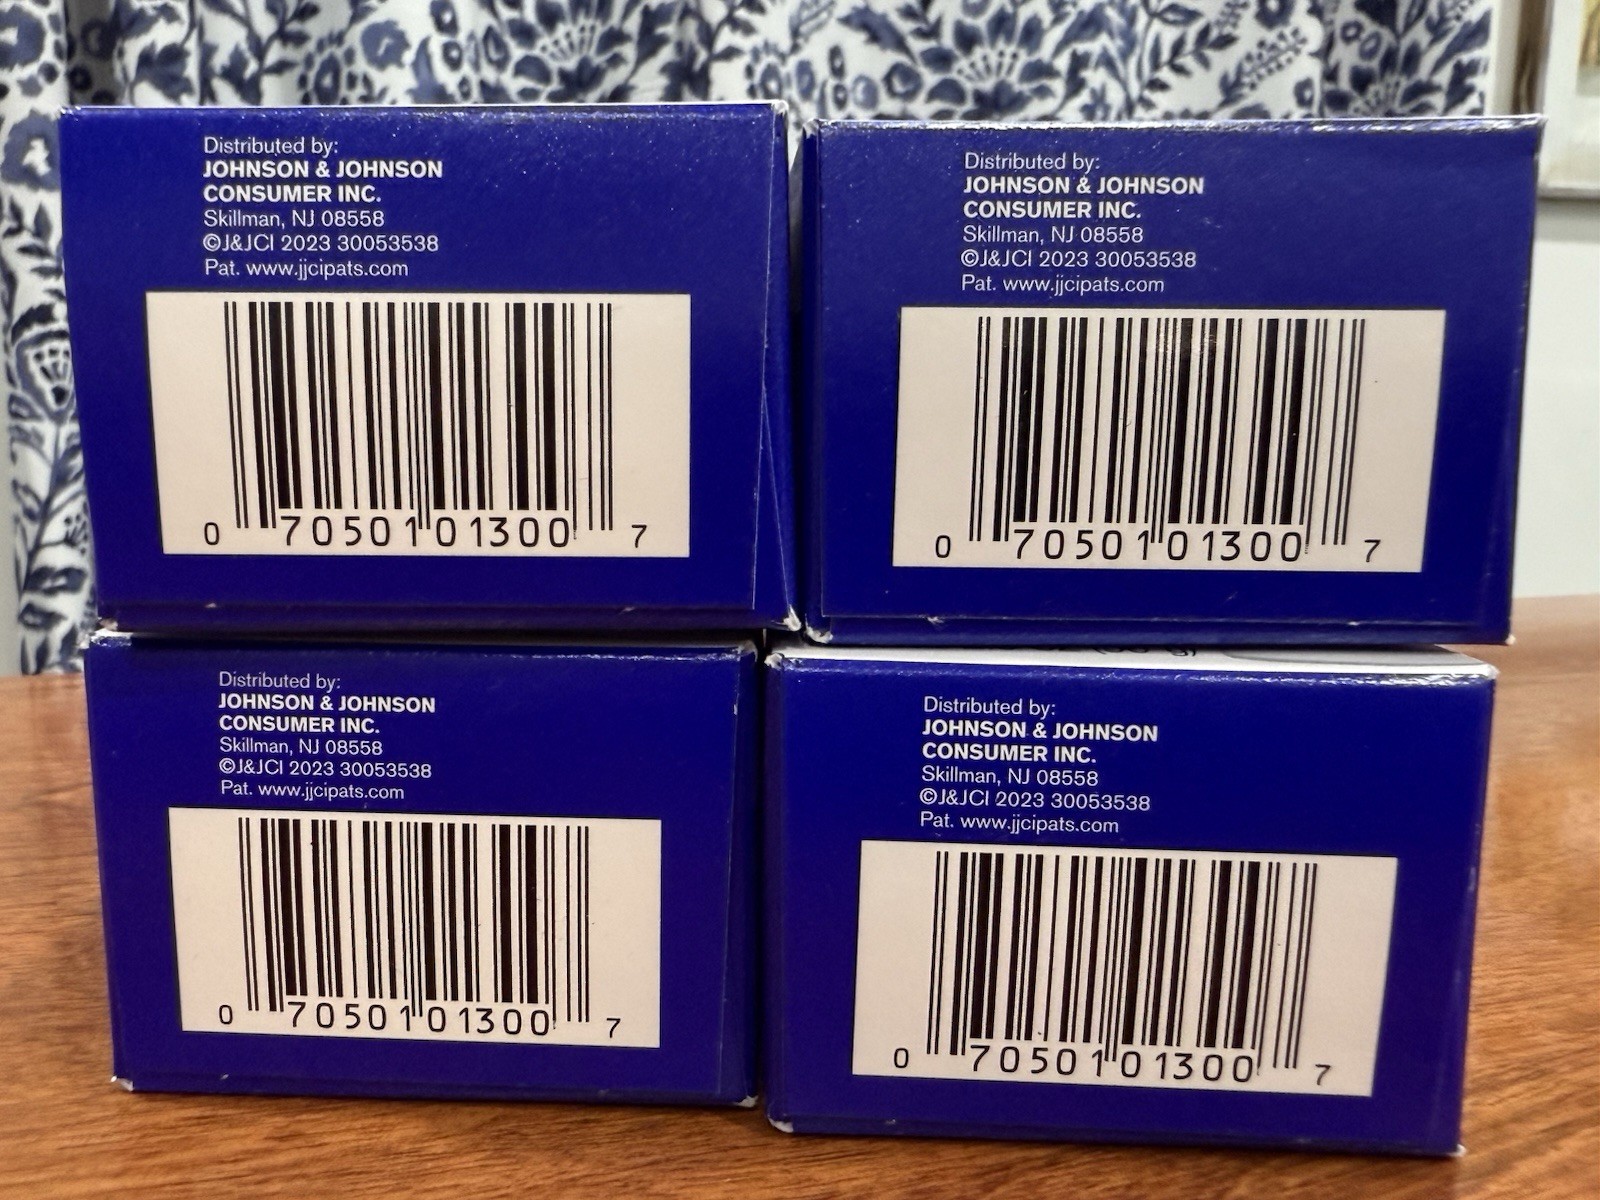 Distributed by:
JOHNSON & JOHNSON
CONSUMER INC.
Skillman, NJ 08558
©J&JCI 2023 30053538
Pat. www.jjcipats.com
0 70501 01300 7
Distributed by:
JOHNSON & JOHNSON
CONSUMER INC.
Skillman, NJ 08558
©J&JCI 2023 30053538
Pat. www.jjcipats.com
0 70501 01300 7
Distributed by:
JOHNSON & JOHNSON
CONSUMER INC.
Skillman, NJ 08558
©J&JCI 2023 30053538
Pat. www.jjcipats.com
0 70501 01300 7
Distributed by:
JOHNSON & JOHNSON
CONSUMER INC.
Skillman, NJ 08558
©J&JCI 2023 30053538
Pat. www.jjcipats.com
0 70501 01300 7